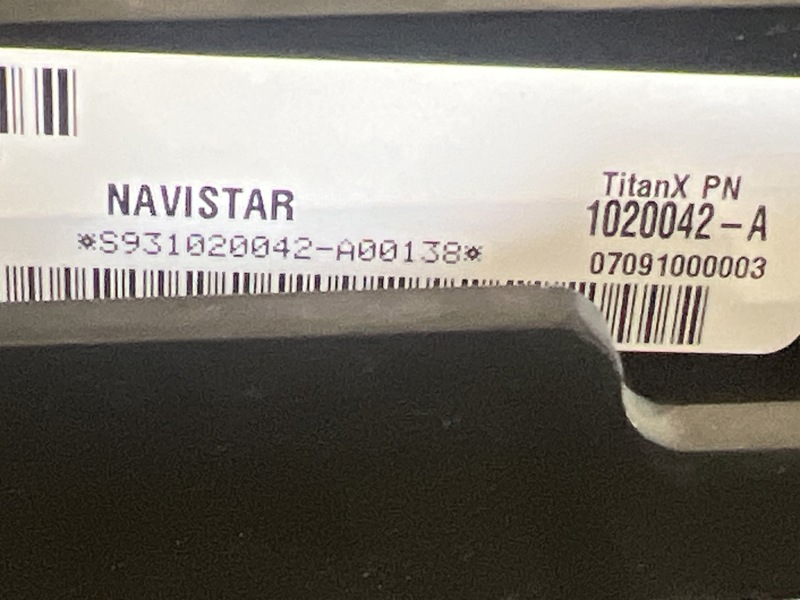 NAVISTAR
*S931020042-A00138*
TitanX PN
1020042-A
07091000003